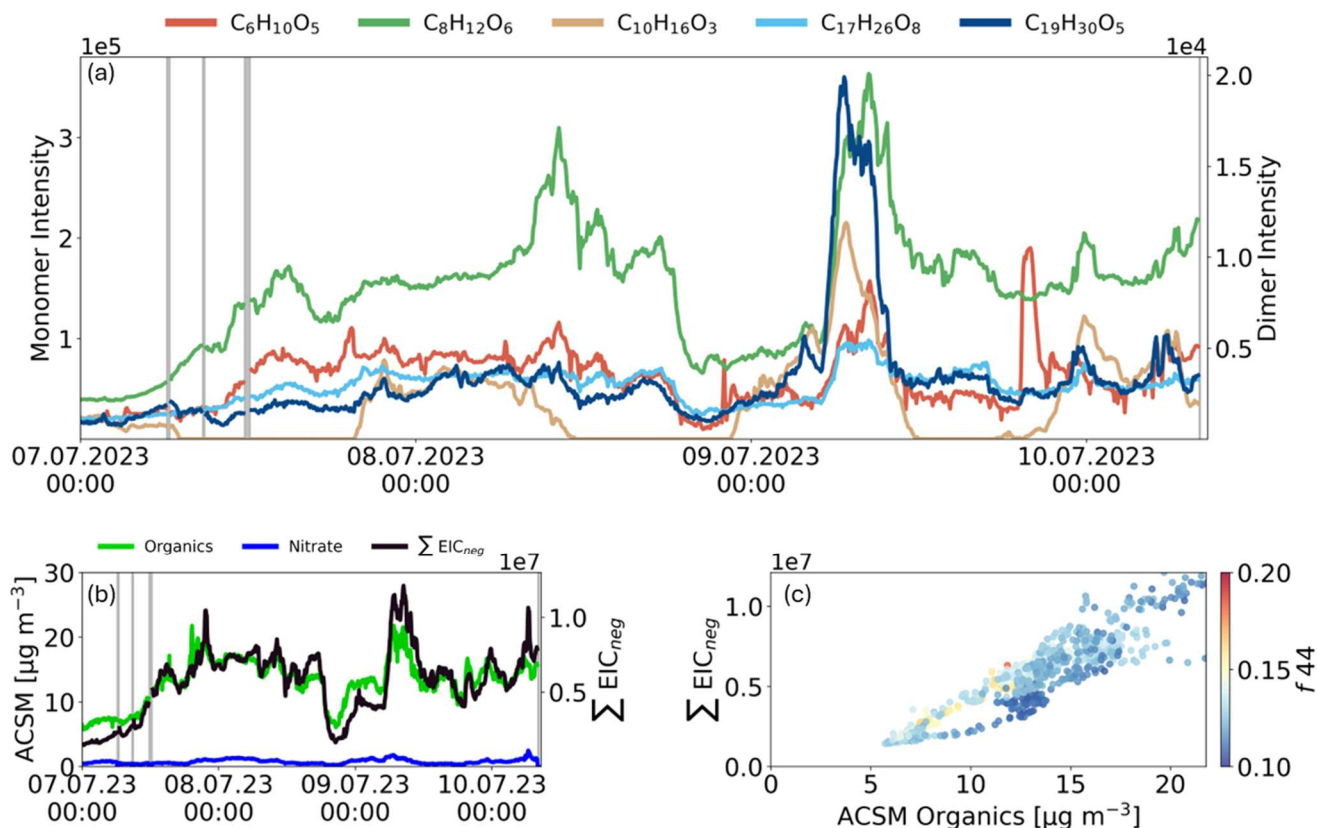 C₆H₁₀O₅ C₈H₁₂O₆ C₁₀H₁₆O₃ C₁₇H₂₆O₈ C₁₉H₃₀O₅
1e5 1e4
(a)
Monomer Intensity
3
2
1
Dimer Intensity
2.0
1.5
1.0
0.5
07.07.2023 08.07.2023 09.07.2023 10.07.2023
00:00 00:00 00:00 00:00
Organics Nitrate ∑ EICneg
1e7
(b)
ACSM [µg m⁻³]
30
20
10
0
1.0
0.5
∑ EICneg
07.07.23 08.07.23 09.07.23 10.07.23
00:00 00:00 00:00 00:00
1e7
(c)
∑ EICneg
1.0
0.5
0.0
0 5 10 15 20
ACSM Organics [µg m⁻³]
0.20
0.15
0.10
f 44